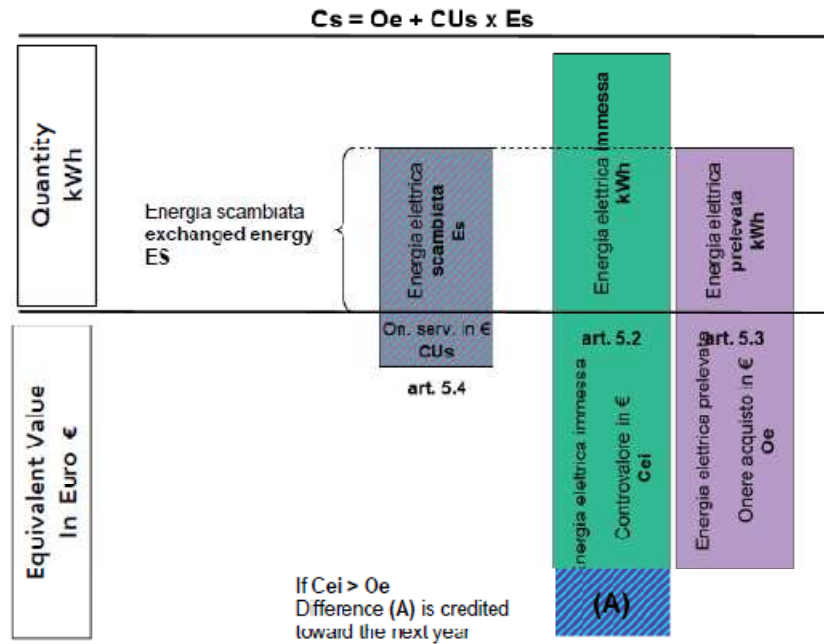 Cs = Oe + CUs x Es
Quantity
kWh
Energia scambiata
exchanged energy
ES
Energia elettrica
scambiata
Es
Energia elettrica immessa
kWh
Energia elettrica
prelevata
kWh
On. serv. in €
CUs
art. 5.4
art. 5.2
art. 5.3
Equivalent Value
In Euro €
Energia elettrica immessa
Controvalore in €
Cei
Energia elettrica prelevata
Onere acquisto in €
Oe
(A)
If Cei > Oe
Difference (A) is credited
toward the next year